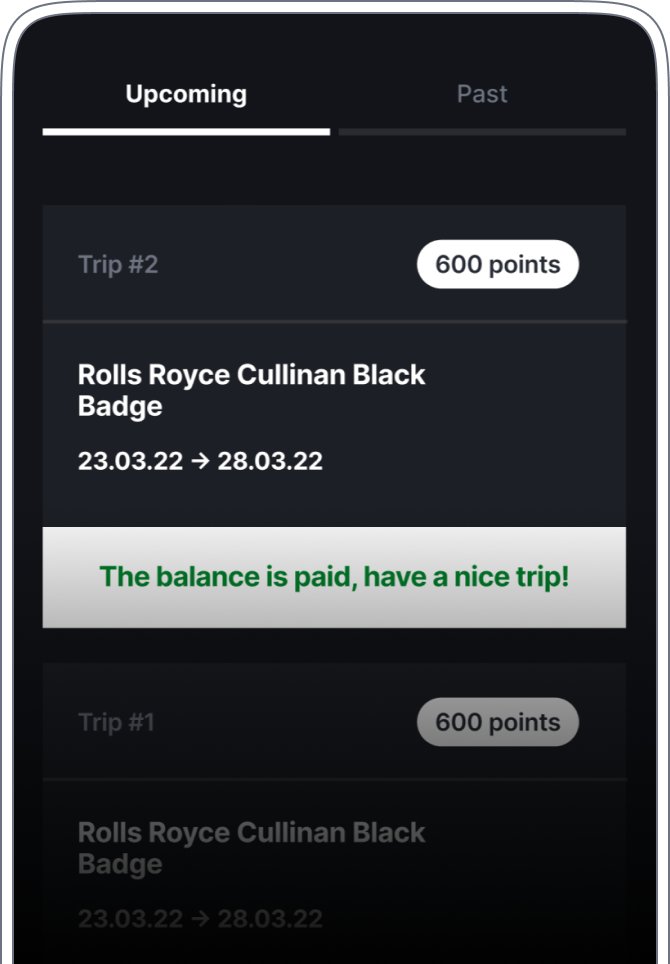 Upcoming
Past
Trip #2
600 points
Rolls Royce Cullinan Black
Badge
23.03.22 → 28.03.22
The balance is paid, have a nice trip!
Trip #1
600 points
Rolls Royce Cullinan Black
Badge
23.03.22 → 28.03.22